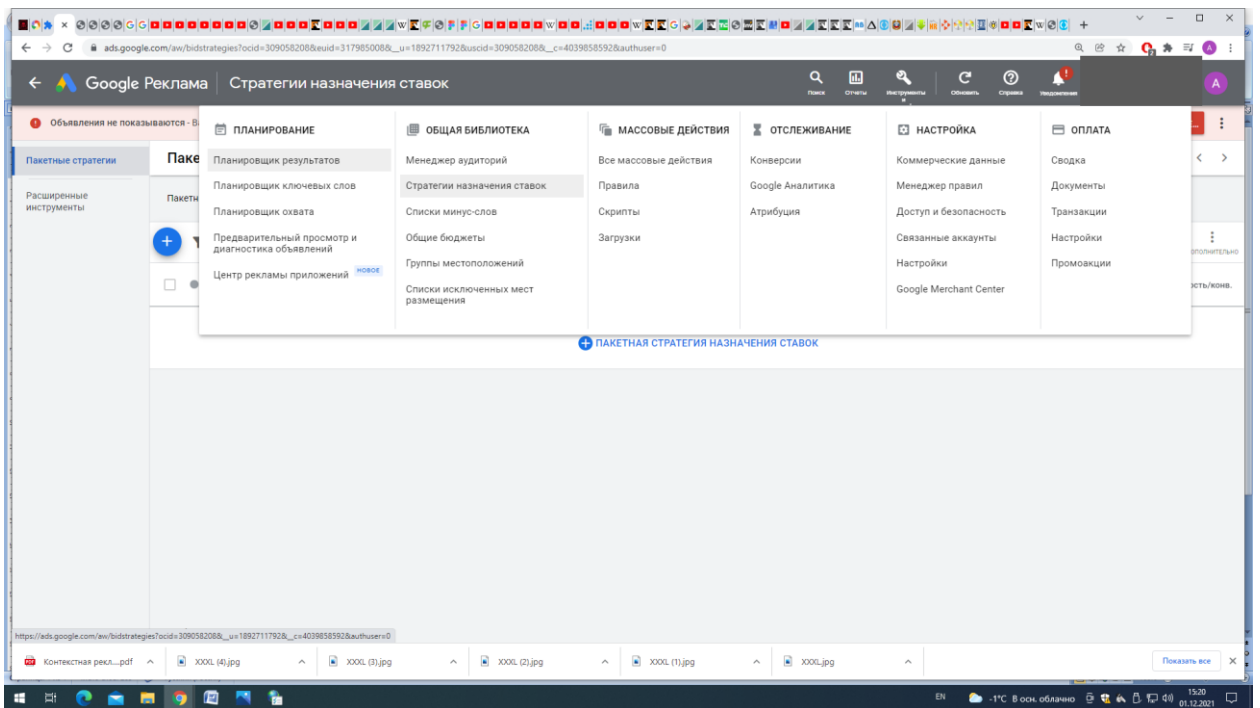 ads.google.com/aw/bidstrategies?ocid=309058208&euid=317985008&__u=1892711792&uscid=309058208&__c=4039858592&authuser=0
Google Реклама | Стратегии назначения ставок
Поиск
Отчеты
Инструменты и
Обновить
Справка
Уведомления
A
Объявления не показываются -
Пакетные стратегии
Расширенные
инструменты
Паке
Пакетн
ПЛАНИРОВАНИЕ
Планировщик результатов
Планировщик ключевых слов
Планировщик охвата
Предварительный просмотр и
диагностика объявлений
Центр рекламы приложений НОВОЕ
ОБЩАЯ БИБЛИОТЕКА
Менеджер аудиторий
Стратегии назначения ставок
Списки минус-слов
Общие бюджеты
Группы местоположений
Списки исключенных мест
размещения
МАССОВЫЕ ДЕЙСТВИЯ
Все массовые действия
Правила
Скрипты
Загрузки
ОТСЛЕЖИВАНИЕ
Конверсии
Google Аналитика
Атрибуция
НАСТРОЙКА
Коммерческие данные
Менеджер правил
Доступ и безопасность
Связанные аккаунты
Настройки
Google Merchant Center
ОПЛАТА
Сводка
Документы
Транзакции
Настройки
Промоакции
ополнительно
ость/конв.
ПАКЕТНАЯ СТРАТЕГИЯ НАЗНАЧЕНИЯ СТАВОК
https://ads.google.com/aw/bidstrategies?ocid=309058208&__u=1892711792&__c=4039858592&authuser=0
Контекстная рекл....pdf
XXXL (4).jpg
XXXL (3).jpg
XXXL (2).jpg
XXXL (1).jpg
XXXL.jpg
Показать все
EN
-1°C В осн. облачно
15:20
01.12.2021